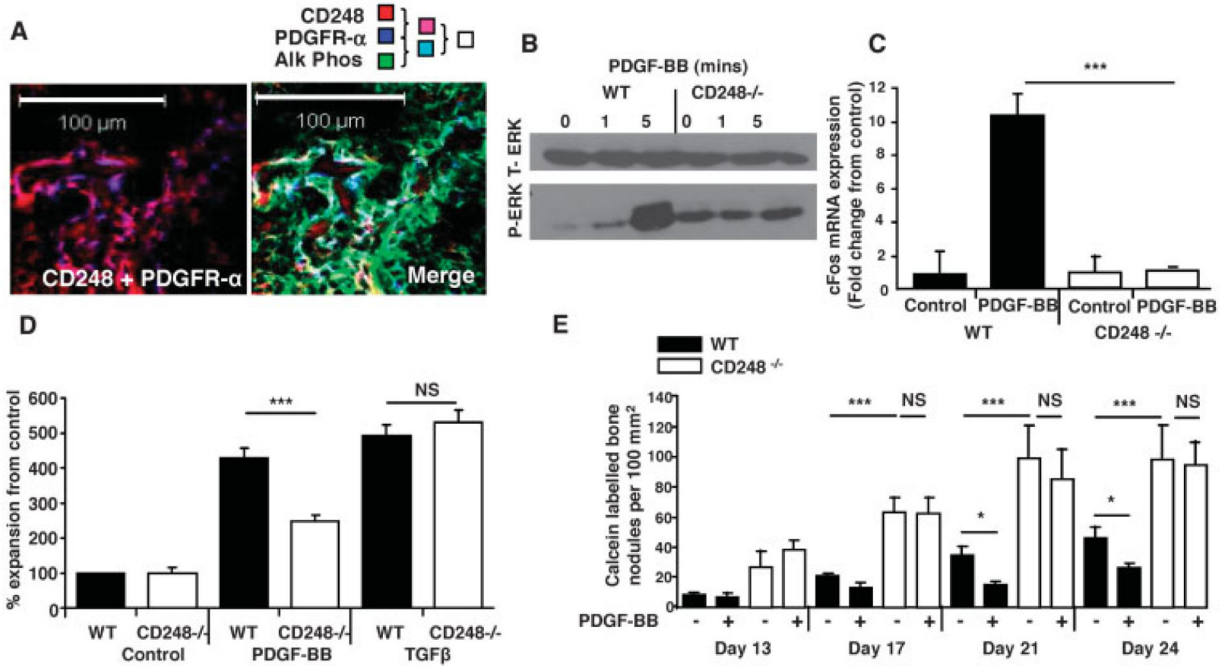 A
CD248
PDGFR-α
Alk Phos
100 µm
100 µm
CD248 + PDGFR-α
Merge
B
PDGF-BB (mins)
WT CD248-/-
0 1 5 0 1 5
T- ERK
P-ERK
C
***
cFos mRNA expression
(Fold change from control)
12
10
8
6
4
2
0
Control PDGF-BB Control PDGF-BB
WT CD248 -/-
D
% expansion from control
600
500
400
300
200
100
0
*** NS
WT CD248-/- WT CD248-/- WT CD248-/-
Control PDGF-BB TGFβ
E
WT
CD248 -/-
Calcein labelled bone
nodules per 100 mm²
140
120
100
80
60
40
20
0
*** NS *** NS *** NS
* *
PDGF-BB - + - + - + - + - + - + - + - +
Day 13 Day 17 Day 21 Day 24